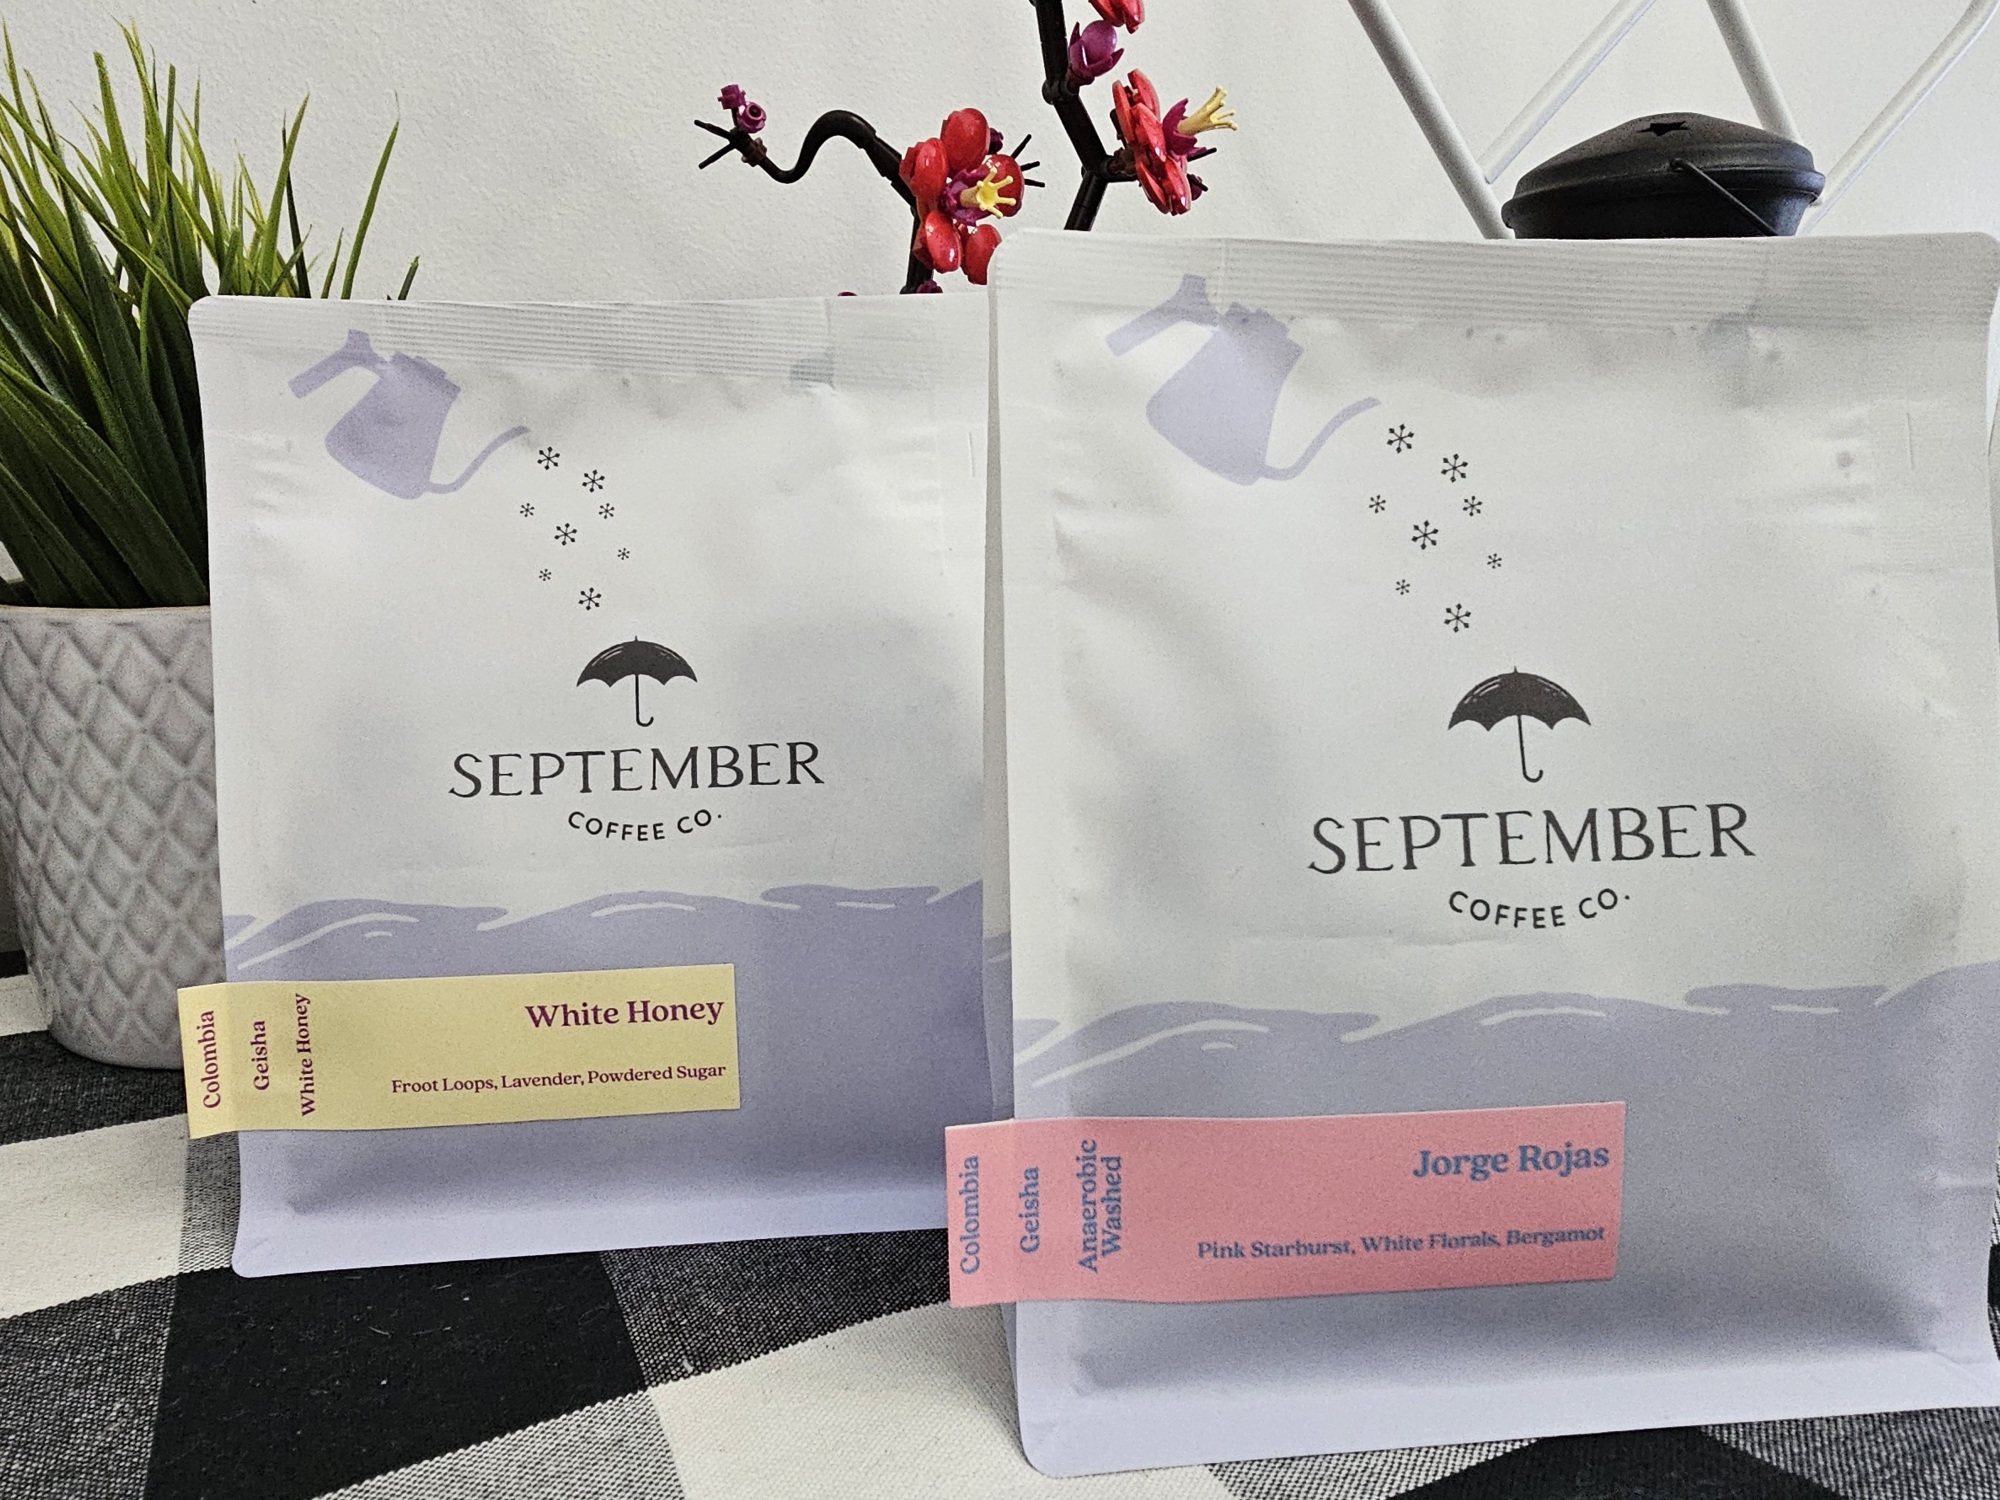 SEPTEMBER
COFFEE CO.
Colombia
Geisha
White Honey
White Honey
Froot Loops, Lavender, Powdered Sugar
SEPTEMBER
COFFEE CO.
Colombia
Geisha
Anaerobic
Washed
Jorge Rojas
Pink Starburst, White Florals, Bergamot